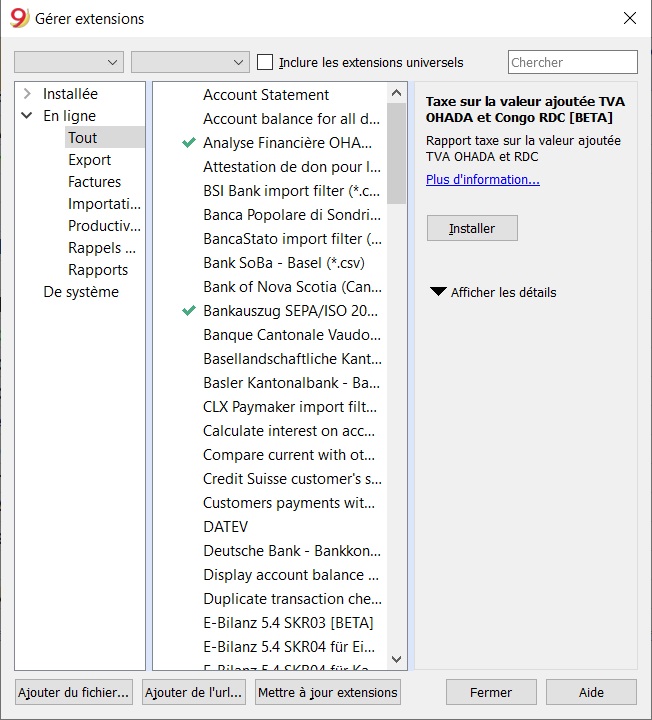 Gérer extensions
Inclure les extensions universels
Chercher
Installée
En ligne
Tout
Export
Factures
Importati...
Productiv...
Rappels ...
Rapports
De système
Account Statement
Account balance for all d...
Analyse Financière OHA...
Attestation de don pour l...
BSI Bank import filter (*.c...
Banca Popolare di Sondri...
BancaStato import filter (...
Bank SoBa - Basel (*.csv)
Bank of Nova Scotia (Can...
Bankauszug SEPA/ISO 20...
Banque Cantonale Vaudo...
Basellandschaftliche Kant...
Basler Kantonalbank - Ba...
CLX Paymaker import filt...
Calculate interest on acc...
Compare current with ot...
Credit Suisse customer's s...
Customers payments wit...
DATEV
Deutsche Bank - Bankkon...
Display account balance ...
Duplicate transaction che...
E-Bilanz 5.4 SKR03 [BETA]
E-Bilanz 5.4 SKR04 für Ei...
E-Bilanz 5.4 SKR04 für Ka...
Taxe sur la valeur ajoutée TVA
OHADA et Congo RDC [BETA]
Rapport taxe sur la valeur ajoutée
TVA OHADA et RDC
Plus d'information...
Installer
Afficher les détails
Ajouter du fichier...
Ajouter de l'url...
Mettre à jour extensions
Fermer
Aide